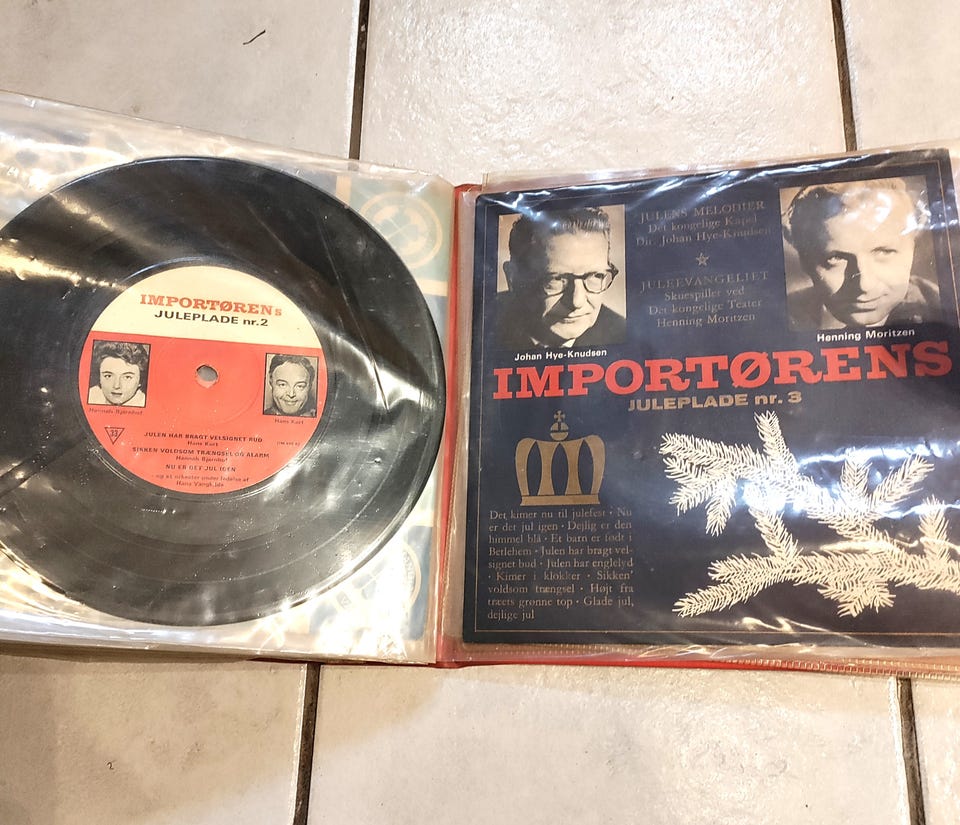 IMPORTØRENs
JULEPLADE nr.2
Hannah Bjarnhof
Hans Kurt
33
JULEN HAR BRAGT VELSIGNET BUD
Hans Kurt
SIKKEN VOLDSOM TRÆNGSEL OG ALARM
Hannah Bjarnhof
NU ER DET JUL IGEN
- og et orkester under ledelse af
Hans Vangkilde
JULENS MELODIER
Det kongelige Kapel
Dir. Johan Hye-Knudsen
JULEEVANGELIET
Skuespiller ved
Det kongelige Teater
Henning Moritzen
Johan Hye-Knudsen
Henning Moritzen
IMPORTØRENS
JULEPLADE nr. 3
Det kimer nu til julefest · Nu
er det jul igen · Dejlig er den
himmel blå · Et barn er født i
Betlehem · Julen har bragt vel-
signet bud · Julen har englelyd
· Kimer i klokker · Sikken
voldsom trængsel · Højt fra
træets grønne top · Glade jul,
dejlige jul